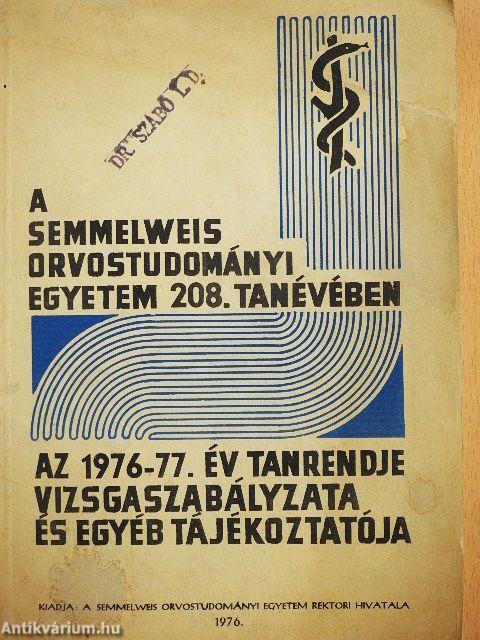 DR. SZABÓ I. D.
A
SEMMELWEIS
ORVOSTUDOMÁNYI
EGYETEM 208. TANÉVÉBEN
AZ 1976-77. ÉV TANRENDJE
VIZSGASZABÁLYZATA
ÉS EGYÉB TÁJÉKOZTATÓJA
KIADJA: A SEMMELWEIS ORVOSTUDOMÁNYI EGYETEM REKTORI HIVATALA
1976.
Antikvárium.hu